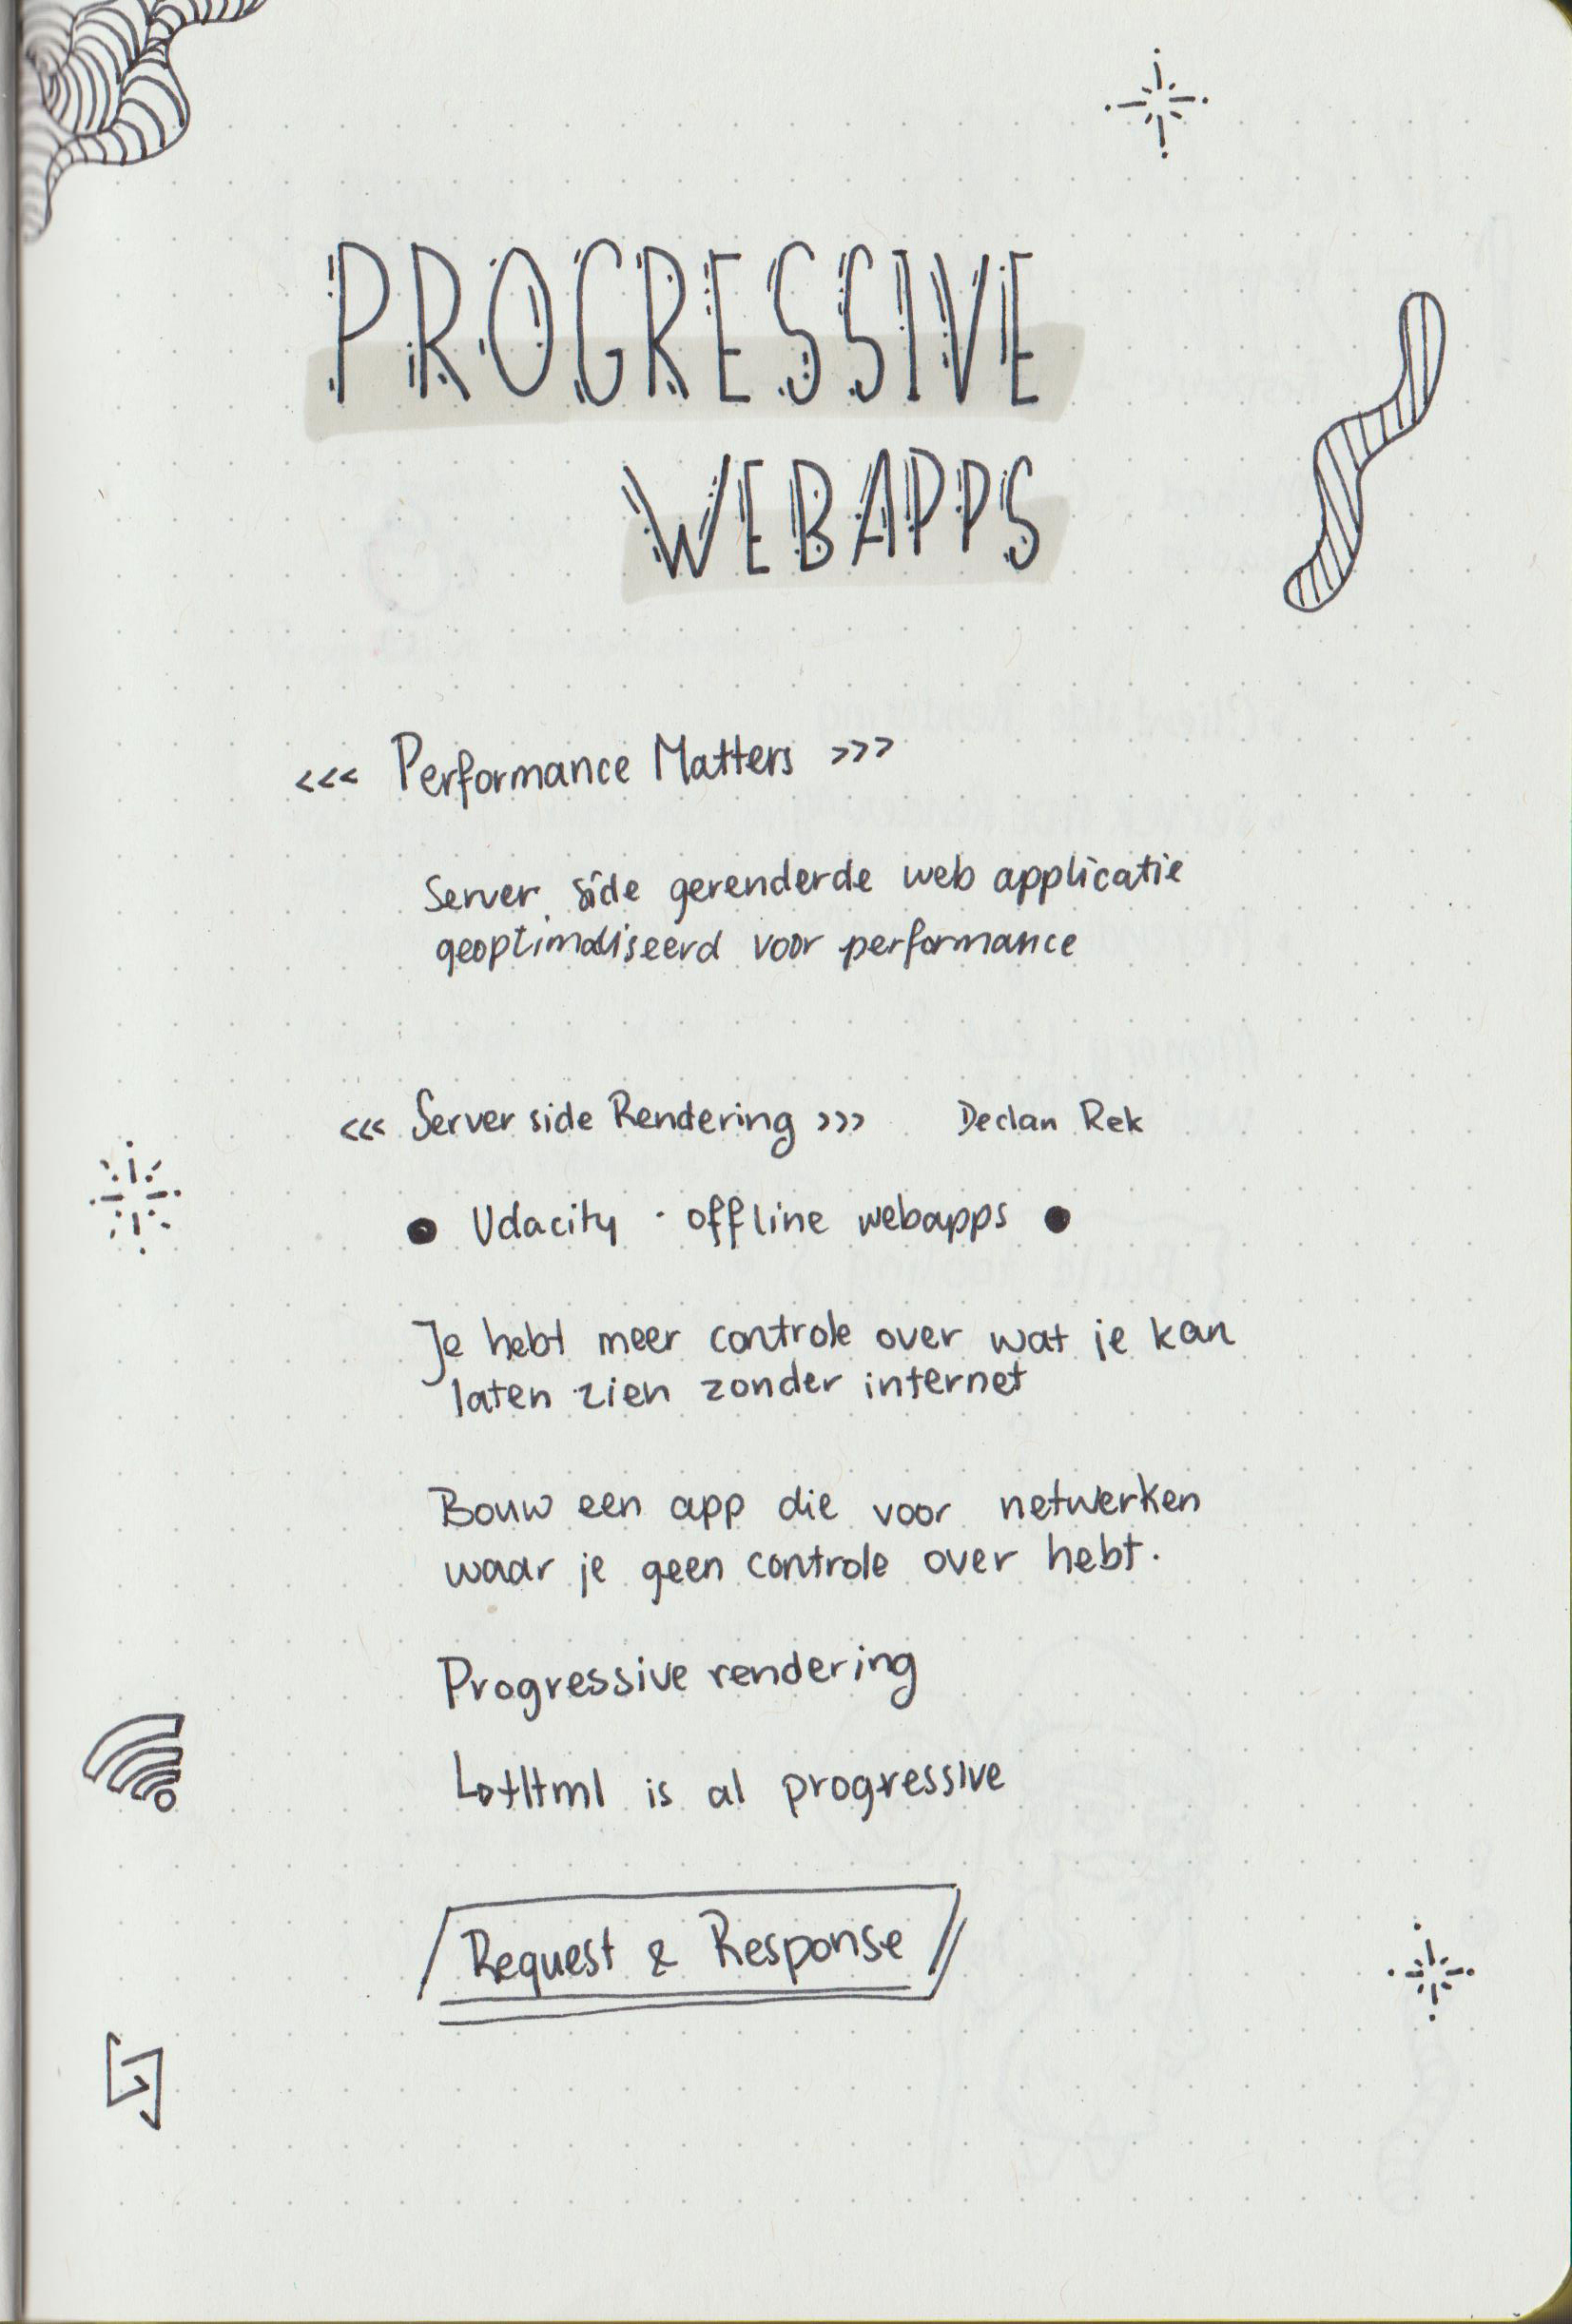 PROGRESSIVE
WEBAPPS
<<< Performance Matters >>>
Server side gerenderde web applicatie
geoptimaliseerd voor performance
<<< Server side Rendering >>> Declan Rek
• Udacity · offline webapps •
Je hebt meer controle over wat je kan
laten zien zonder internet
Bouw een app die voor netwerken
waar je geen controle over hebt.
Progressive rendering
↳ Html is al progressive
Request & Response